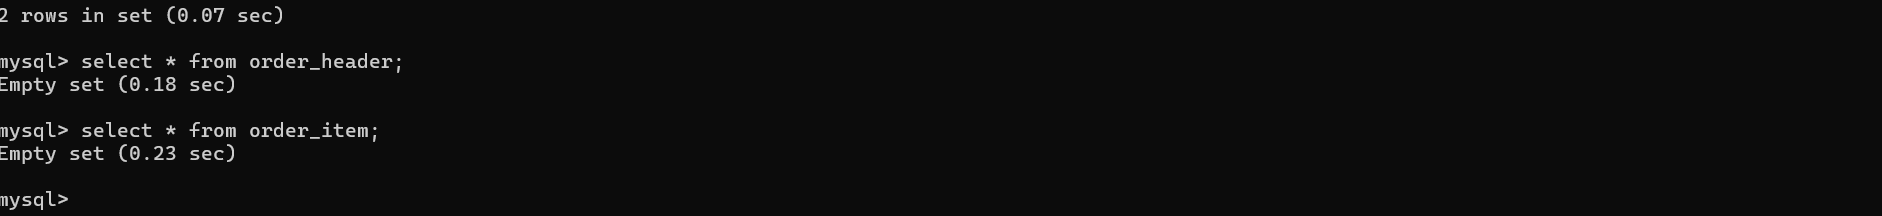 2 rows in set (0.07 sec)
mysql> select * from order_header;
Empty set (0.18 sec)
mysql> select * from order_item;
Empty set (0.23 sec)
mysql>